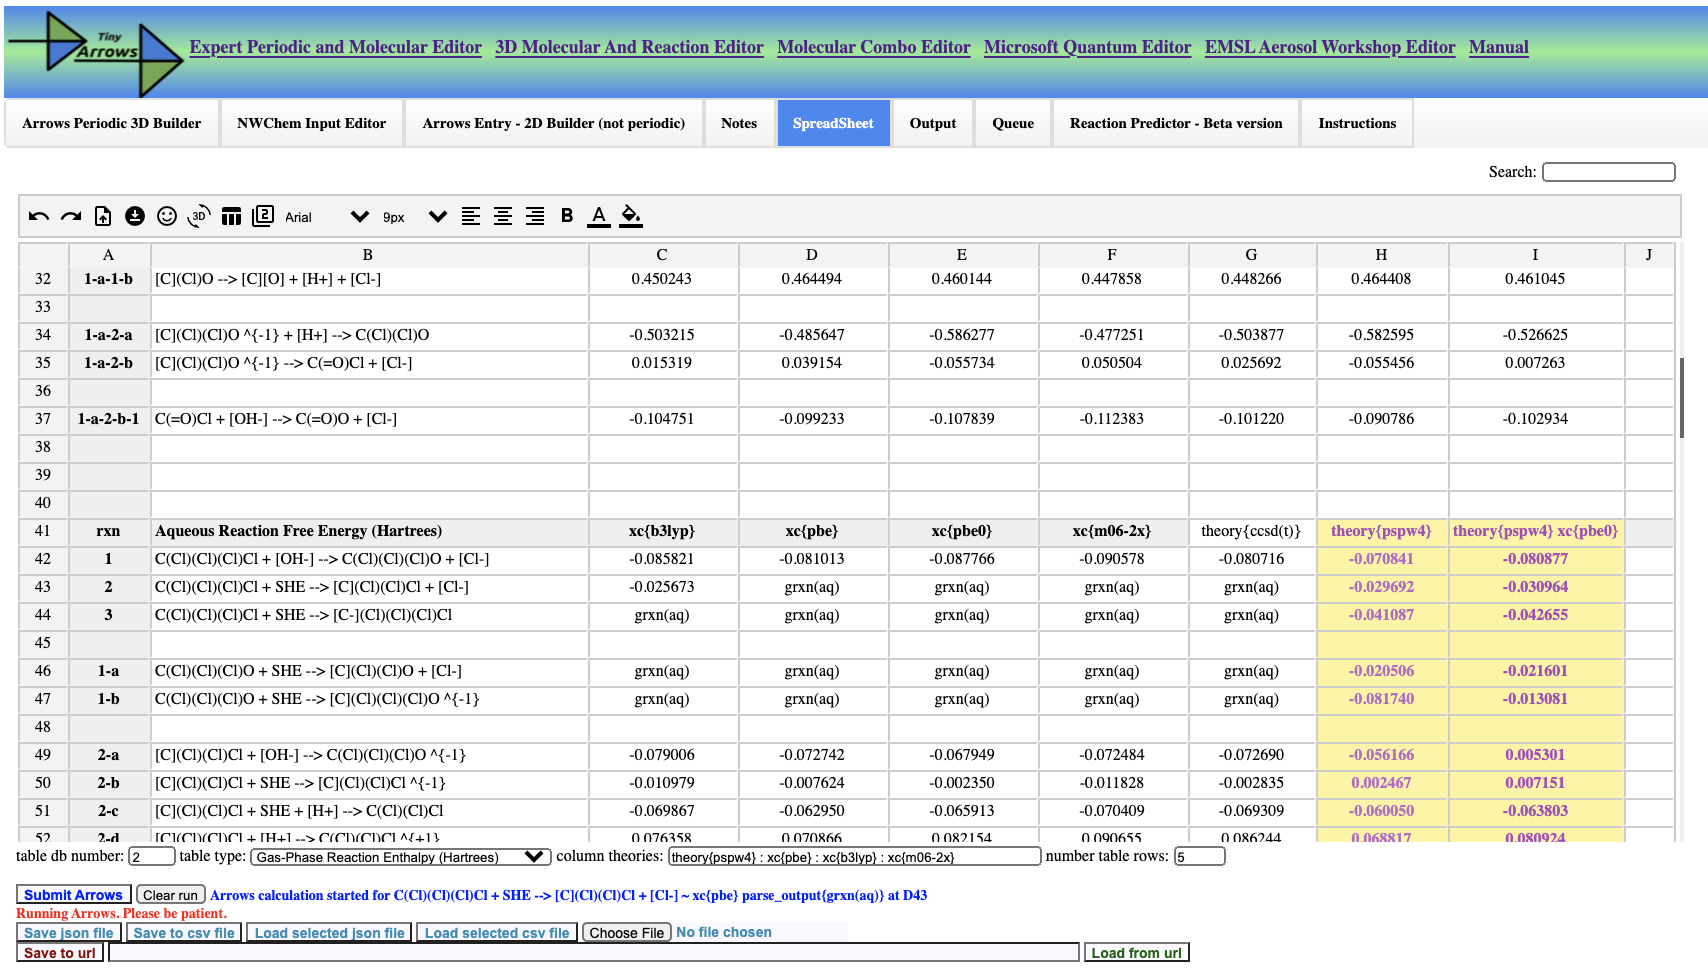 Tiny
Arrows
Expert Periodic and Molecular Editor 3D Molecular And Reaction Editor Molecular Combo Editor Microsoft Quantum Editor EMSL Aerosol Workshop Editor Manual
Arrows Periodic 3D Builder NWChem Input Editor Arrows Entry - 2D Builder (not periodic) Notes SpreadSheet Output Queue Reaction Predictor - Beta version Instructions
Search:
3D 2 Arial 9px B A
A B C D E F G H I J
32 1-a-1-b [C](Cl)O --> [C][O] + [H+] + [Cl-] 0.450243 0.464494 0.460144 0.447858 0.448266 0.464408 0.461045
33
34 1-a-2-a [C](Cl)(Cl)O ^{-1} + [H+] --> C(Cl)(Cl)O -0.503215 -0.485647 -0.586277 -0.477251 -0.503877 -0.582595 -0.526625
35 1-a-2-b [C](Cl)(Cl)O ^{-1} --> C(=O)Cl + [Cl-] 0.015319 0.039154 -0.055734 0.050504 0.025692 -0.055456 0.007263
36
37 1-a-2-b-1 C(=O)Cl + [OH-] --> C(=O)O + [Cl-] -0.104751 -0.099233 -0.107839 -0.112383 -0.101220 -0.090786 -0.102934
38
39
40
41 rxn Aqueous Reaction Free Energy (Hartrees) xc{b3lyp} xc{pbe} xc{pbe0} xc{m06-2x} theory{ccsd(t)} theory{pspw4} theory{pspw4} xc{pbe0}
42 1 C(Cl)(Cl)(Cl)Cl + [OH-] --> C(Cl)(Cl)(Cl)O + [Cl-] -0.085821 -0.081013 -0.087766 -0.090578 -0.080716 -0.070841 -0.080877
43 2 C(Cl)(Cl)(Cl)Cl + SHE --> [C](Cl)(Cl)Cl + [Cl-] -0.025673 grxn(aq) grxn(aq) grxn(aq) grxn(aq) -0.029692 -0.030964
44 3 C(Cl)(Cl)(Cl)Cl + SHE --> [C-](Cl)(Cl)(Cl)Cl grxn(aq) grxn(aq) grxn(aq) grxn(aq) grxn(aq) -0.041087 -0.042655
45
46 1-a C(Cl)(Cl)(Cl)O + SHE --> [C](Cl)(Cl)O + [Cl-] grxn(aq) grxn(aq) grxn(aq) grxn(aq) grxn(aq) -0.020506 -0.021601
47 1-b C(Cl)(Cl)(Cl)O + SHE --> [C](Cl)(Cl)(Cl)O ^{-1} grxn(aq) grxn(aq) grxn(aq) grxn(aq) grxn(aq) -0.081740 -0.013081
48
49 2-a [C](Cl)(Cl)Cl + [OH-] --> C(Cl)(Cl)(Cl)O ^{-1} -0.079006 -0.072742 -0.067949 -0.072484 -0.072690 -0.056166 0.005301
50 2-b [C](Cl)(Cl)Cl + SHE --> [C](Cl)(Cl)Cl ^{-1} -0.010979 -0.007624 -0.002350 -0.011828 -0.002835 0.002467 0.007151
51 2-c [C](Cl)(Cl)Cl + SHE + [H+] --> C(Cl)(Cl)Cl -0.069867 -0.062950 -0.065913 -0.070409 -0.069309 -0.060050 -0.063803
52 2-d [C](Cl)(Cl)Cl + [H+] --> C(Cl)(Cl)Cl ^{+1} 0.076358 0.070866 0.082154 0.090655 0.086244 0.068817 0.080924
table db number: 2 table type: Gas-Phase Reaction Enthalpy (Hartrees) column theories: theory{pspw4} : xc{pbe} : xc{b3lyp} : xc{m06-2x} number table rows: 5
Submit Arrows Clear run Arrows calculation started for C(Cl)(Cl)(Cl)Cl + SHE --> [C](Cl)(Cl)Cl + [Cl-] ~ xc{pbe} parse_output{grxn(aq)} at D43
Running Arrows. Please be patient.
Save json file Save to csv file Load selected json file Load selected csv file Choose File No file chosen
Save to url Load from url